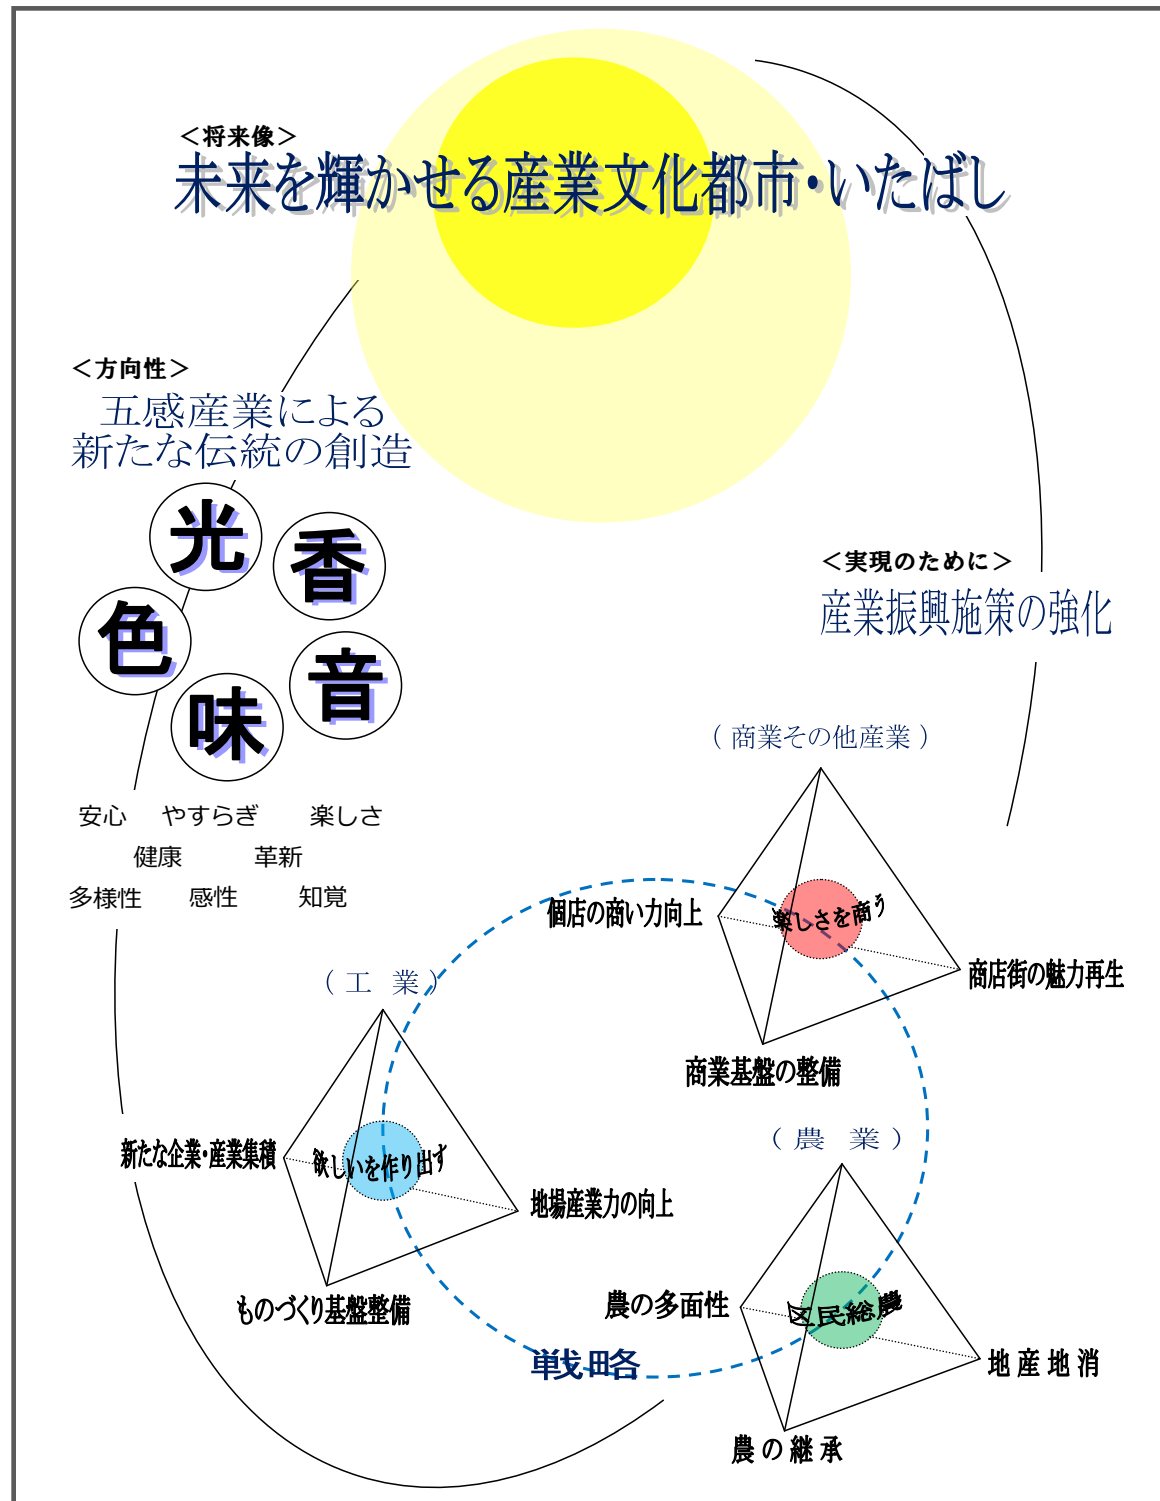 ＜将来像＞
未来を輝かせる産業文化都市・いたばし
＜方向性＞
五感産業による
新たな伝統の創造
光
香
色
音
味
安心 やすらぎ 楽しさ
健康 革新
多様性 感性 知覚
＜実現のために＞
産業振興施策の強化
（商業その他産業）
楽しさを商う
個店の商い力向上
商店街の魅力再生
商業基盤の整備
（工 業）
新たな企業・産業集積
欲しいを作り出す
地場産業力の向上
ものづくり基盤整備
（農 業）
農の多面性
区民総農
地産地消
農の継承
戦略